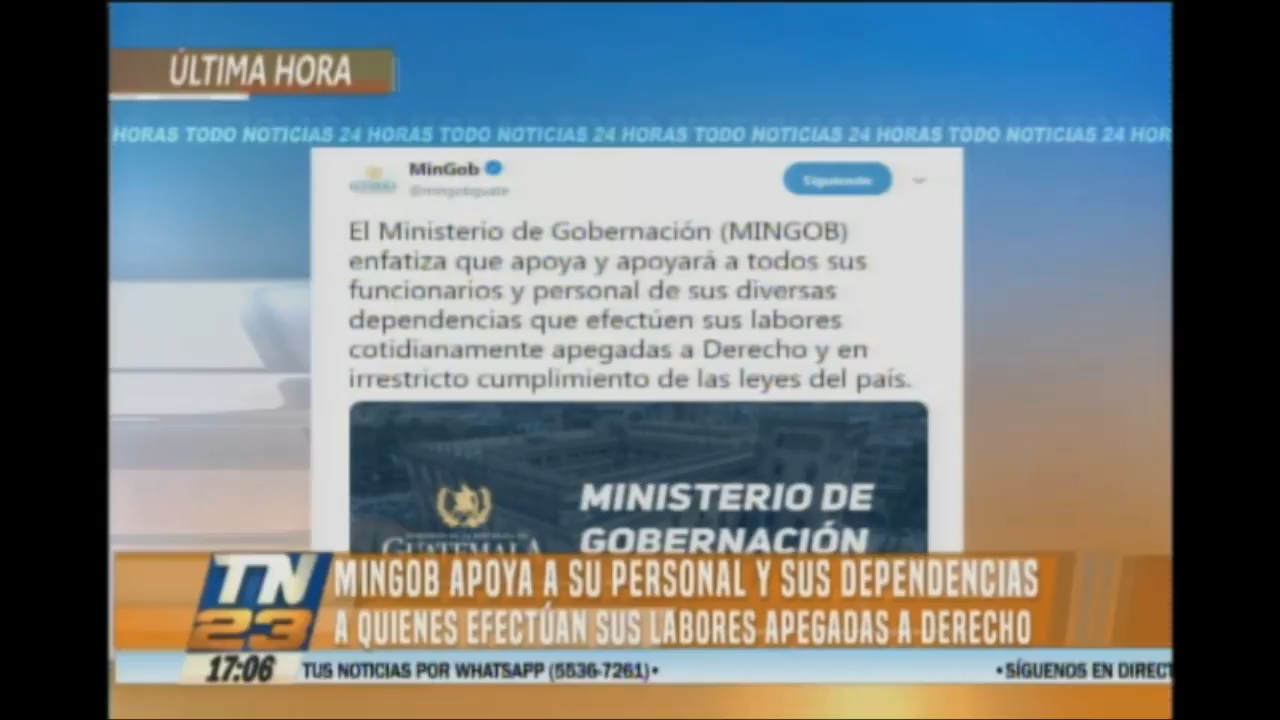 ÚLTIMA HORA
HORAS TODO NOTICIAS 24 HORAS TODO NOTICIAS 24 HORAS TODO NOTICIAS 24 HORAS TODO NOTICIAS 24 HOR
MinGob
@mingobguate
Siguiendo
El Ministerio de Gobernación (MINGOB)
enfatiza que apoya y apoyará a todos sus
funcionarios y personal de sus diversas
dependencias que efectúen sus labores
cotidianamente apegadas a Derecho y en
irrestricto cumplimiento de las leyes del país.
MINISTERIO DE
GOBERNACIÓN
GUATEMALA
TN
23
MINGOB APOYA A SU PERSONAL Y SUS DEPENDENCIAS
A QUIENES EFECTÚAN SUS LABORES APEGADAS A DERECHO
17:06
TUS NOTICIAS POR WHATSAPP (5536-7261)•
•SÍGUENOS EN DIRECT